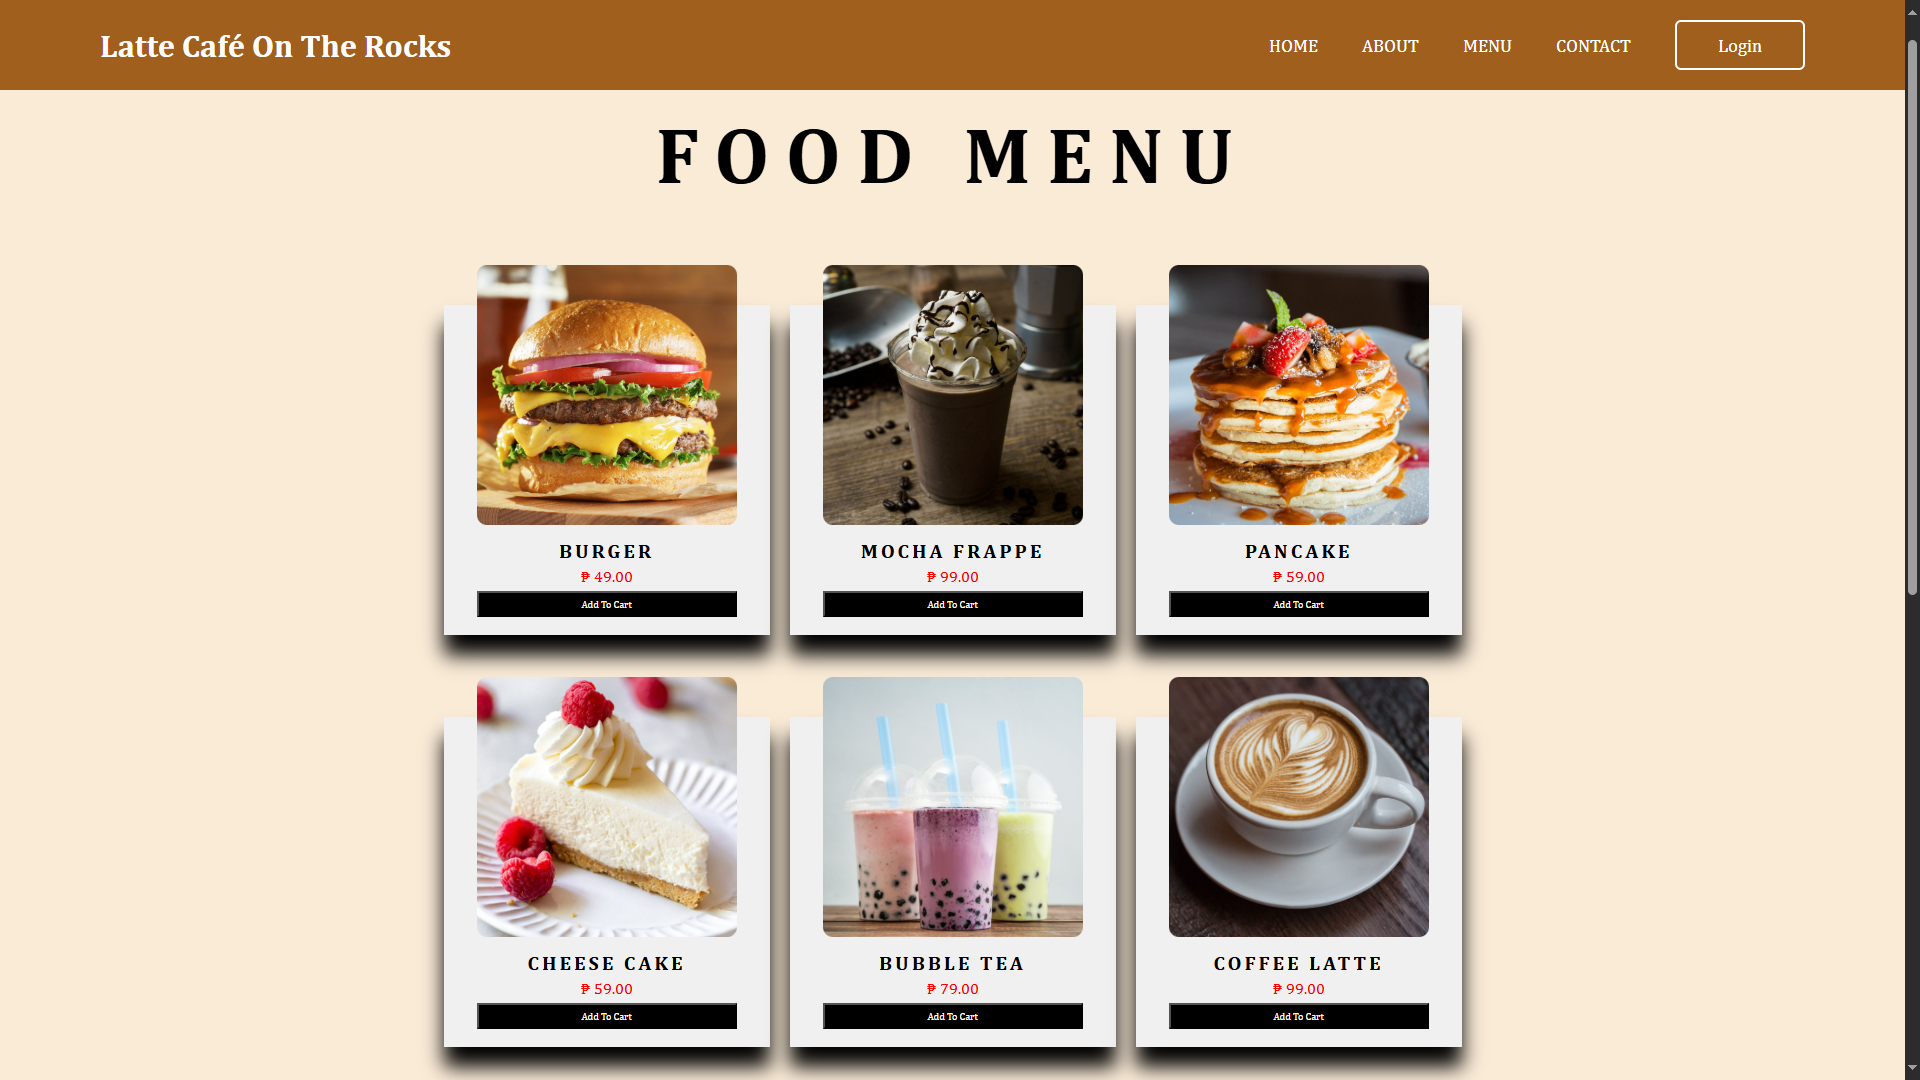 Latte Café On The Rocks
HOME ABOUT MENU CONTACT Login
FOOD MENU
BURGER
₱ 49.00
Add To Cart
MOCHA FRAPPE
₱ 99.00
Add To Cart
PANCAKE
₱ 59.00
Add To Cart
CHEESE CAKE
₱ 59.00
Add To Cart
BUBBLE TEA
₱ 79.00
Add To Cart
COFFEE LATTE
₱ 99.00
Add To Cart